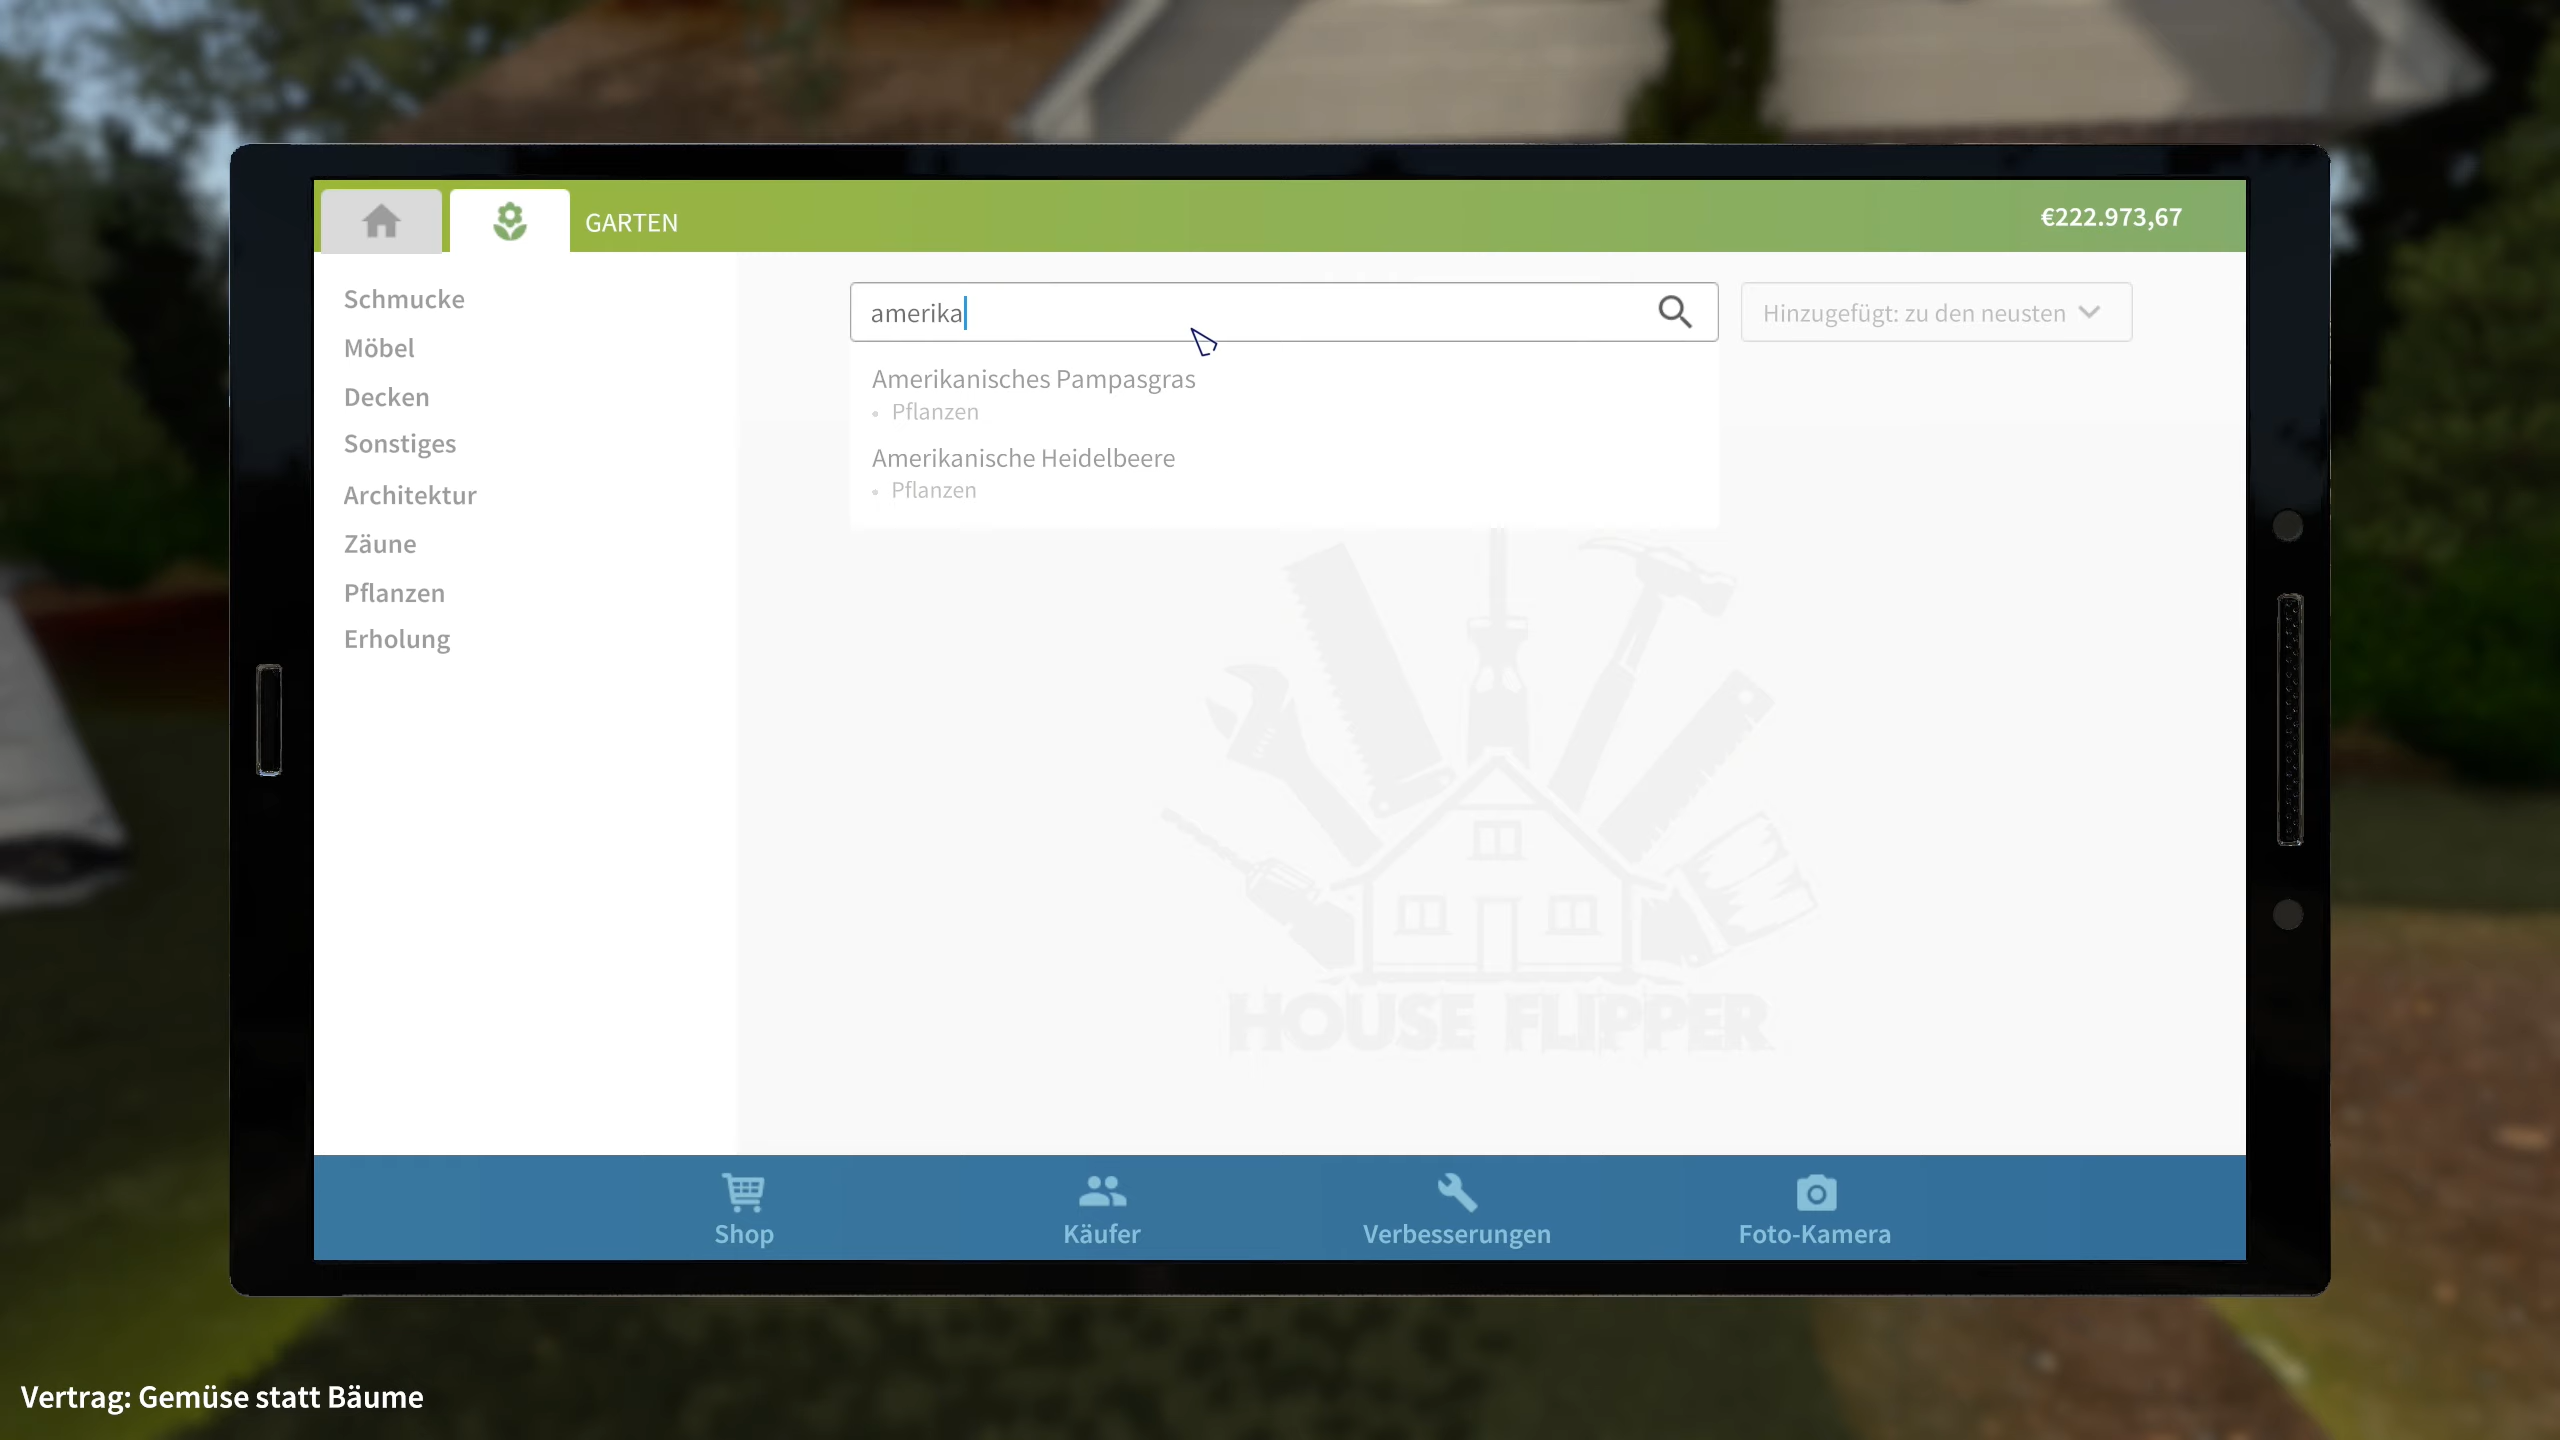 GARTEN
€222.973,67
Schmucke
Möbel
Decken
Sonstiges
Architektur
Zäune
Pflanzen
Erholung
amerika
Hinzugefügt: zu den neusten
Amerikanisches Pampasgras
• Pflanzen
Amerikanische Heidelbeere
• Pflanzen
HOUSE FLIPPER
Shop
Käufer
Verbesserungen
Foto-Kamera
Vertrag: Gemüse statt Bäume